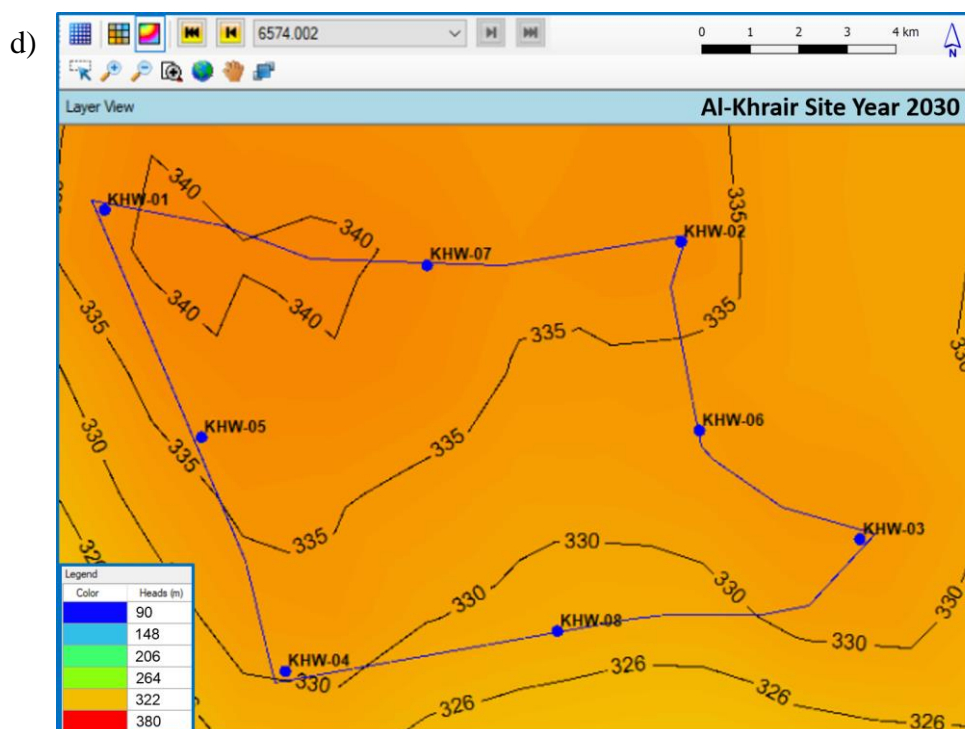 d)
6574.002
0 1 2 3 4 km
N
Layer View
Al-Khrair Site Year 2030
KHW-01
340
340
335
KHW-02
KHW-07
340
340
335
335
335
330
330
KHW-06
KHW-05
335
335
335
KHW-03
330
330
330
330
330
KHW-08
KHW-04
330
326
326
326
Legend
Color Heads (m)
90
148
206
264
322
380